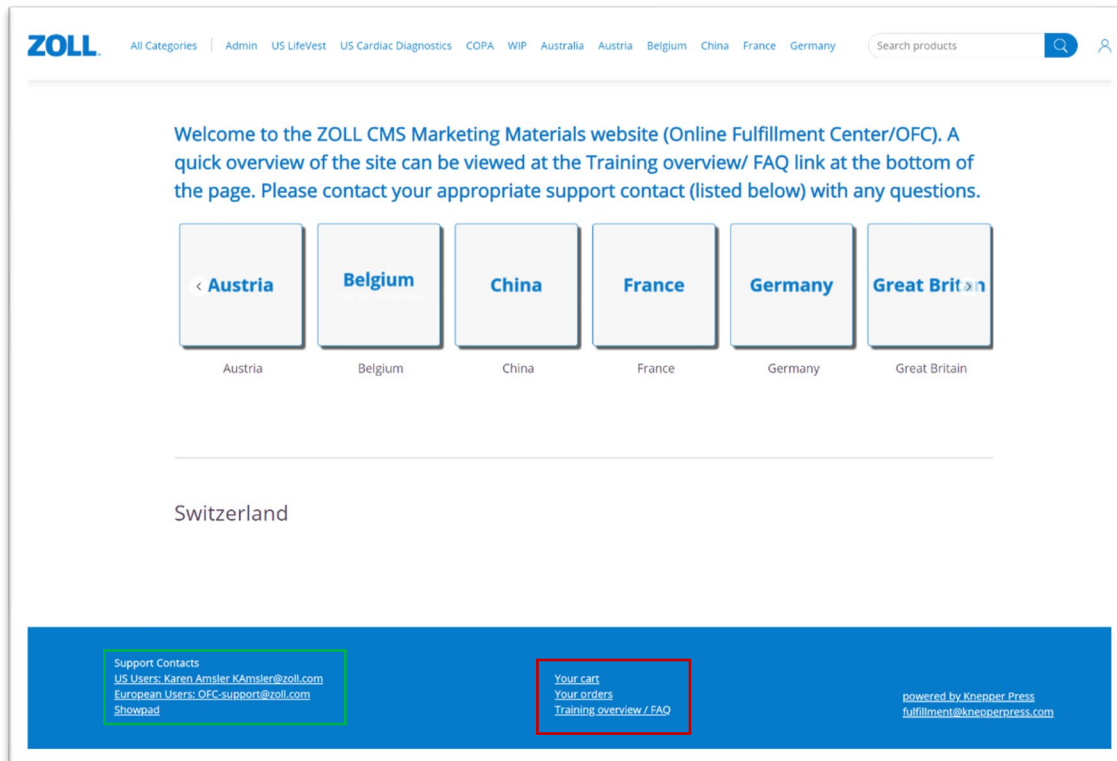 ZOLL.
All Categories | Admin US LifeVest US Cardiac Diagnostics COPA WIP Australia Austria Belgium China France Germany
Search products
Welcome to the ZOLL CMS Marketing Materials website (Online Fulfillment Center/OFC). A
quick overview of the site can be viewed at the Training overview/ FAQ link at the bottom of
the page. Please contact your appropriate support contact (listed below) with any questions.
Austria
Belgium
China
France
Germany
Great Britan
Austria
Belgium
China
France
Germany
Great Britain
Switzerland
Support Contacts
US Users: Karen Amsler KAmsler@zoll.com
European Users: OFC-support@zoll.com
Showpad
Your cart
Your orders
Training overview / FAQ
powered by Knepper Press
fulfillment@knepperpress.com